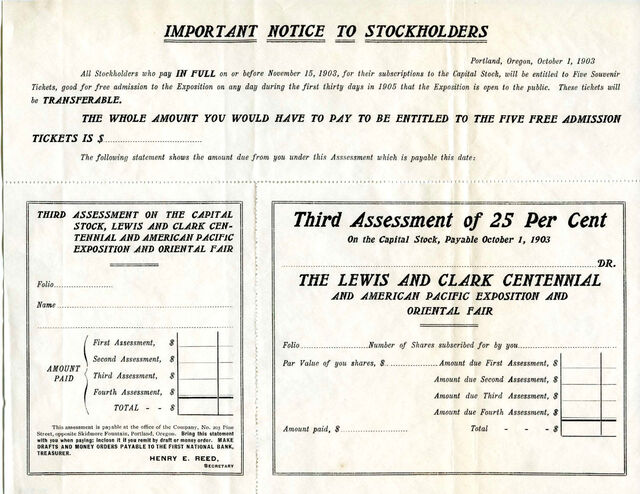 IMPORTANT NOTICE TO STOCKHOLDERS
Portland, Oregon, October 1, 1903
All Stockholders who pay IN FULL on or before November 15, 1903, for their subscriptions to the Capital Stock, will be entitled to Five Souvenir
Tickets, good for free admission to the Exposition on any day during the first thirty days in 1905 that the Exposition is open to the public. These tickets will
be TRANSFERABLE.
THE WHOLE AMOUNT YOU WOULD HAVE TO PAY TO BE ENTITLED TO THE FIVE FREE ADMISSION
TICKETS IS $
The following statement shows the amount due from you under this Asssessment which is payable this date:
THIRD ASSESSMENT ON THE CAPITAL
STOCK, LEWIS AND CLARK CEN-
TENNIAL AND AMERICAN PACIFIC
EXPOSITION AND ORIENTAL FAIR
Folio
Name
AMOUNT PAID
First Assessment, $
Second Assessment, $
Third Assessment, $
Fourth Assessment, $
TOTAL - - $
This assessment is payable at the office of the Company, No. 203 Pine
Street, opposite Skidmore Fountain, Portland, Oregon. Bring this statement
with you when paying; inclose it if you remit by draft or money order. MAKE
DRAFTS AND MONEY ORDERS PAYABLE TO THE FIRST NATIONAL BANK,
TREASURER.
HENRY E. REED,
SECRETARY
Third Assessment of 25 Per Cent
On the Capital Stock, Payable October 1, 1903
DR.
THE LEWIS AND CLARK CENTENNIAL
AND AMERICAN PACIFIC EXPOSITION AND
ORIENTAL FAIR
Folio Number of Shares subscribed for by you
Par Value of you shares, $ Amount due First Assessment, $
Amount due Second Assessment, $
Amount due Third Assessment, $
Amount due Fourth Assessment, $
Amount paid, $ Total - - - $